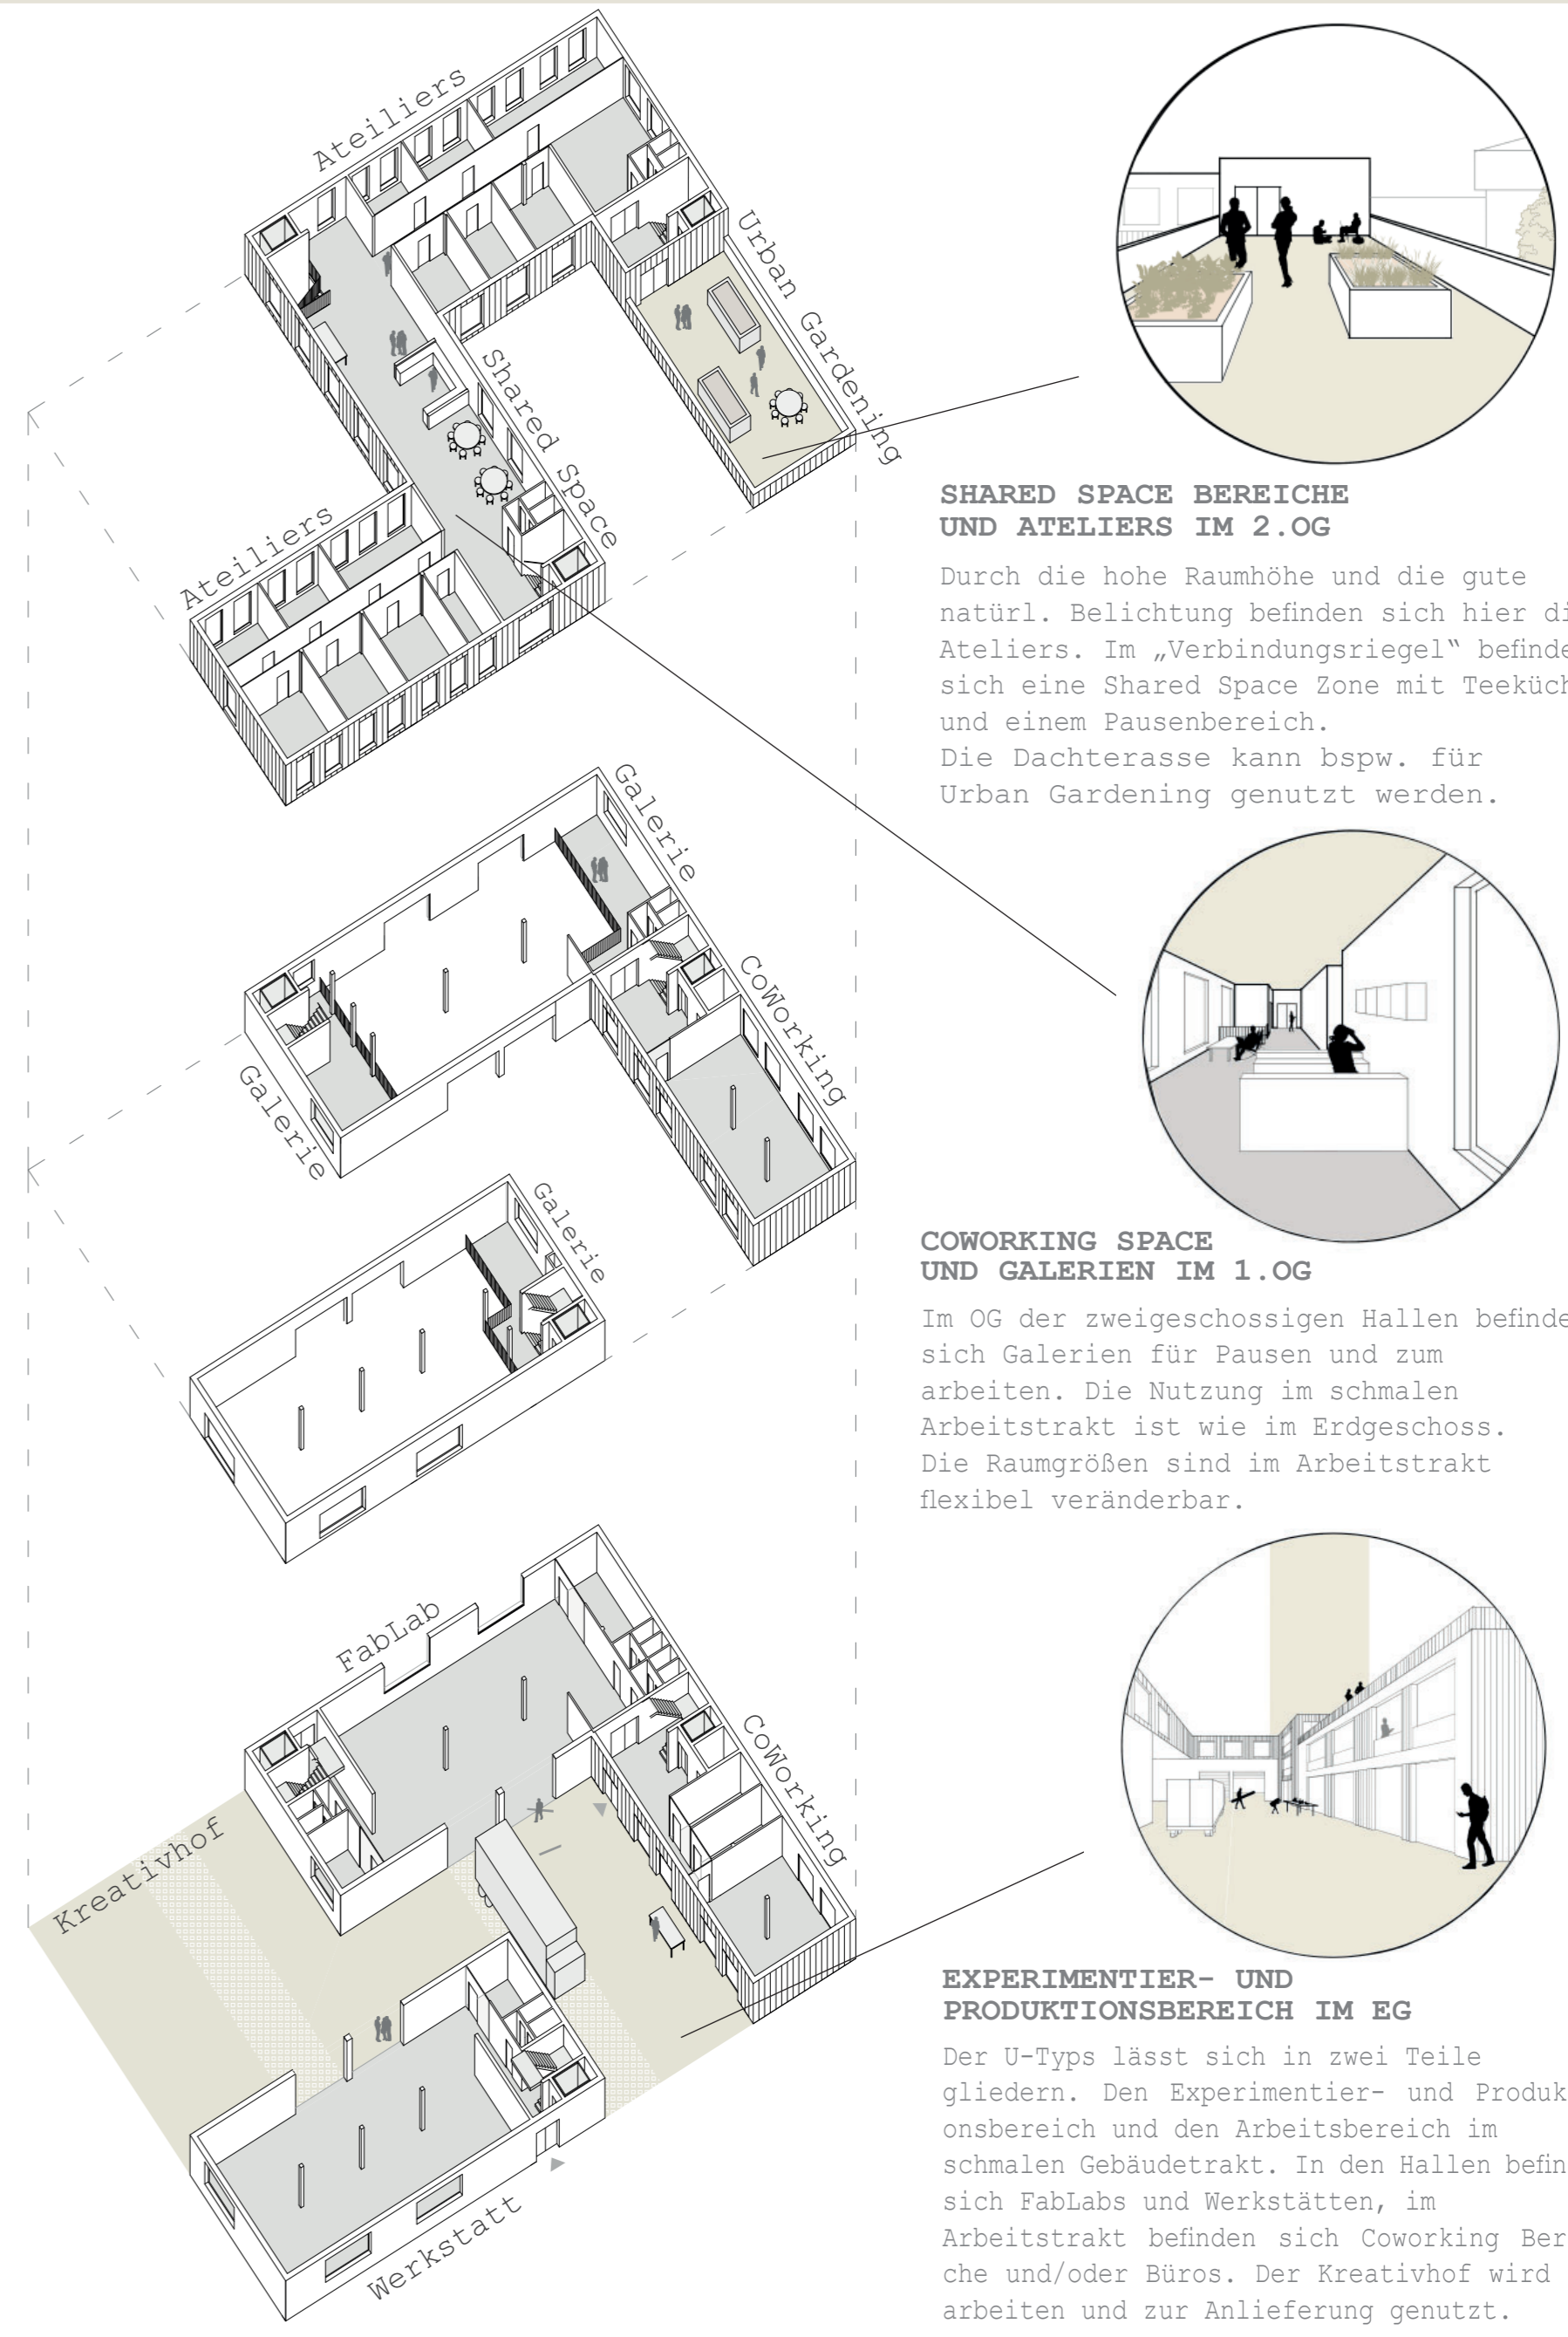 Ateiliers
Urban Gardening
Shared Space
Ateiliers
SHARED SPACE BEREICHE
UND ATELIERS IM 2.OG
Durch die hohe Raumhöhe und die gute
natürl. Belichtung befinden sich hier di
Ateliers. Im „Verbindungsriegel“ befinde
sich eine Shared Space Zone mit Teeküch
und einem Pausenbereich.
Die Dachterasse kann bspw. für
Urban Gardening genutzt werden.
Galerie
CoWorking
Galerie
Galerie
COWORKING SPACE
UND GALERIEN IM 1.OG
Im OG der zweigeschossigen Hallen befinde
sich Galerien für Pausen und zum
arbeiten. Die Nutzung im schmalen
Arbeitstrakt ist wie im Erdgeschoss.
Die Raumgrößen sind im Arbeitstrakt
flexibel veränderbar.
FabLab
CoWorking
Kreativhof
Werkstatt
EXPERIMENTIER- UND
PRODUKTIONSBEREICH IM EG
Der U-Typs lässt sich in zwei Teile
gliedern. Den Experimentier- und Produk
onsbereich und den Arbeitsbereich im
schmalen Gebäudetrakt. In den Hallen befin
sich FabLabs und Werkstätten, im
Arbeitstrakt befinden sich Coworking Ber
che und/oder Büros. Der Kreativhof wird
arbeiten und zur Anlieferung genutzt.